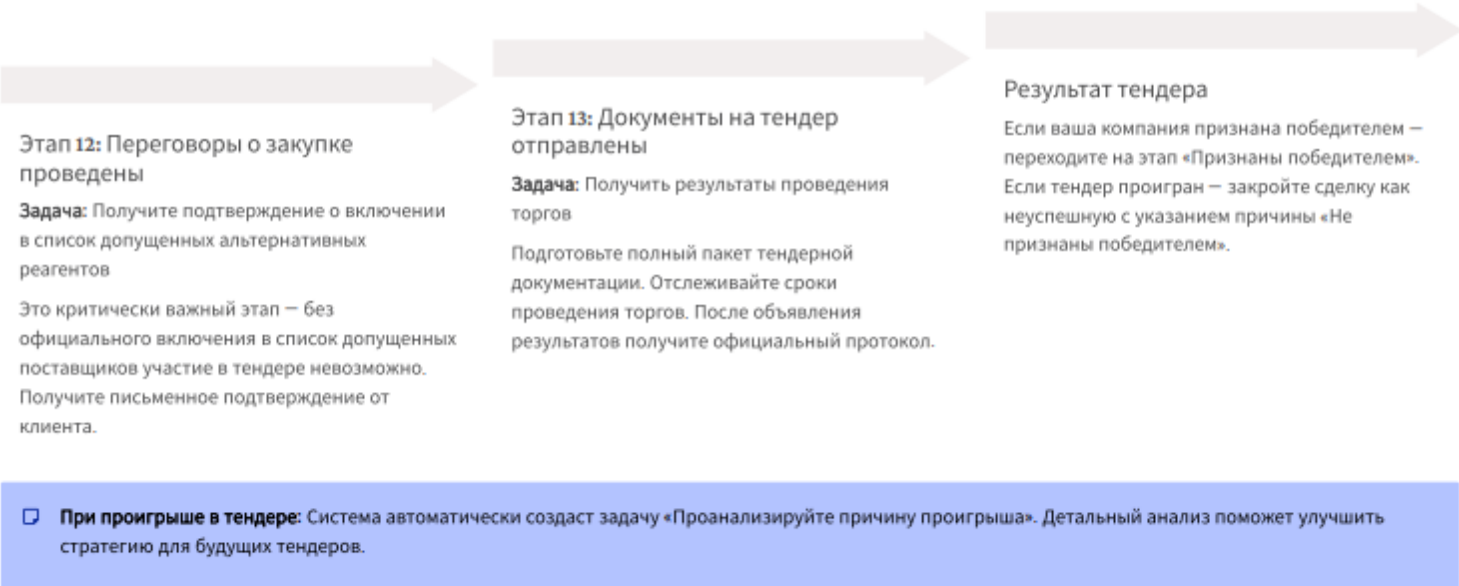 Этап 12: Переговоры о закупке
проведены
Задача: Получите подтверждение о включении
в список допущенных альтернативных
реагентов
Это критически важный этап — без
официального включения в список допущенных
поставщиков участие в тендере невозможно.
Получите письменное подтверждение от
клиента.
Этап 13: Документы на тендер
отправлены
Задача: Получить результаты проведения
торгов
Подготовьте полный пакет тендерной
документации. Отслеживайте сроки
проведения торгов. После объявления
результатов получите официальный протокол.
Результат тендера
Если ваша компания признана победителем —
переходите на этап «Признаны победителем».
Если тендер проигран — закройте сделку как
неуспешную с указанием причины «Не
признаны победителем».
При проигрыше в тендере: Система автоматически создаст задачу «Проанализируйте причину проигрыша». Детальный анализ поможет улучшить
стратегию для будущих тендеров.